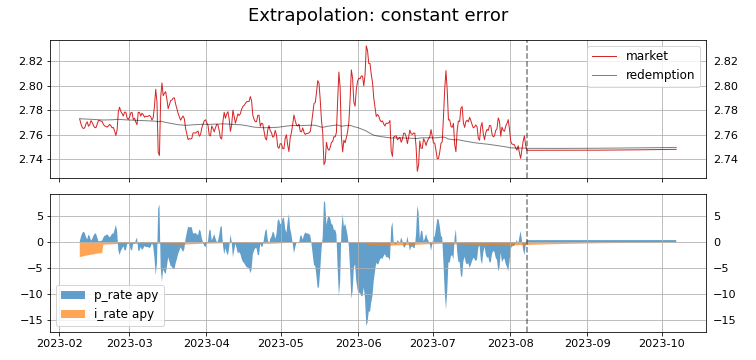 Extrapolation: constant error
2.82 2.82
market
2.80 redemption 2.80
2.78 2.78
2.76 2.76
2.74 2.74
5 5
0 0
−5 −5
−10 p_rate apy −10
−15 i_rate apy −15
2023-02 2023-03 2023-04 2023-05 2023-06 2023-07 2023-08 2023-09 2023-10